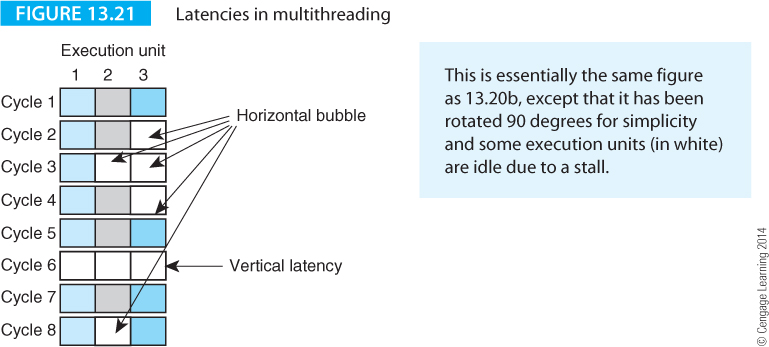 FIGURE 13.21 Latencies in multithreading
Execution unit
1 2 3
Cycle 1
Cycle 2
Cycle 3
Cycle 4
Cycle 5
Cycle 6
Cycle 7
Cycle 8
Horizontal bubble
Vertical latency
This is essentially the same figure
as 13.20b, except that it has been
rotated 90 degrees for simplicity
and some execution units (in white)
are idle due to a stall.
© Cengage Learning 2014